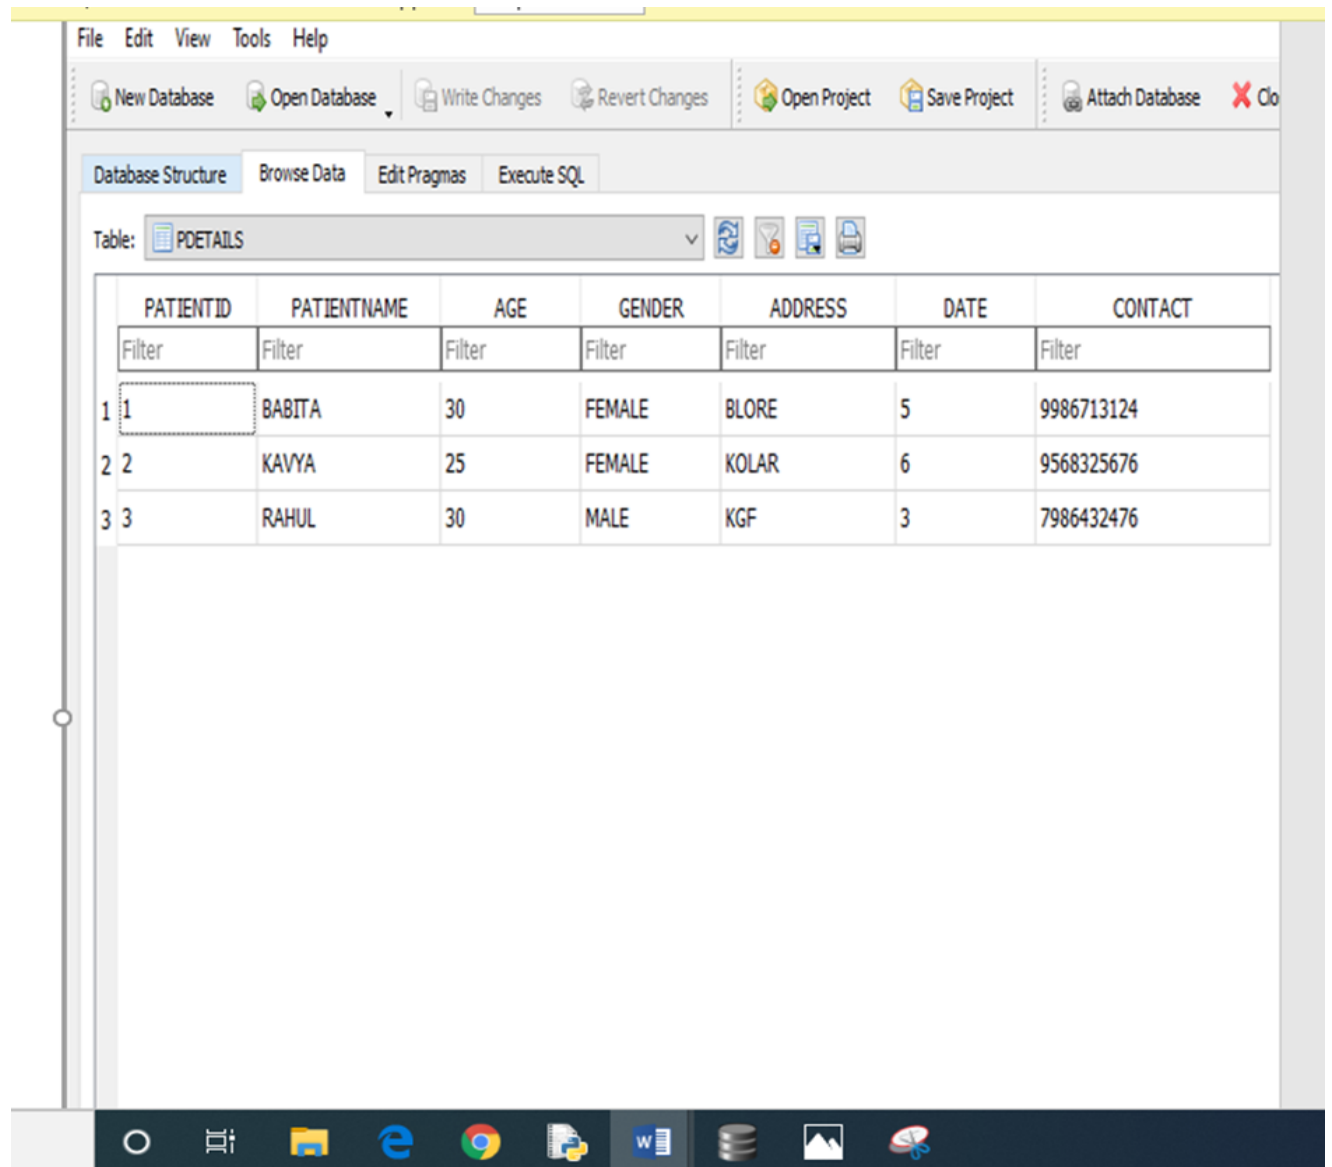 File Edit View Tools Help
New Database Open Database Write Changes Revert Changes Open Project Save Project Attach Database Clo
Database Structure Browse Data Edit Pragmas Execute SQL
Table: PDETAILS
PATIENTID PATIENTNAME AGE GENDER ADDRESS DATE CONTACT
Filter Filter Filter Filter Filter Filter Filter
1 1 BABITA 30 FEMALE BLORE 5 9986713124
2 2 KAVYA 25 FEMALE KOLAR 6 9568325676
3 3 RAHUL 30 MALE KGF 3 7986432476